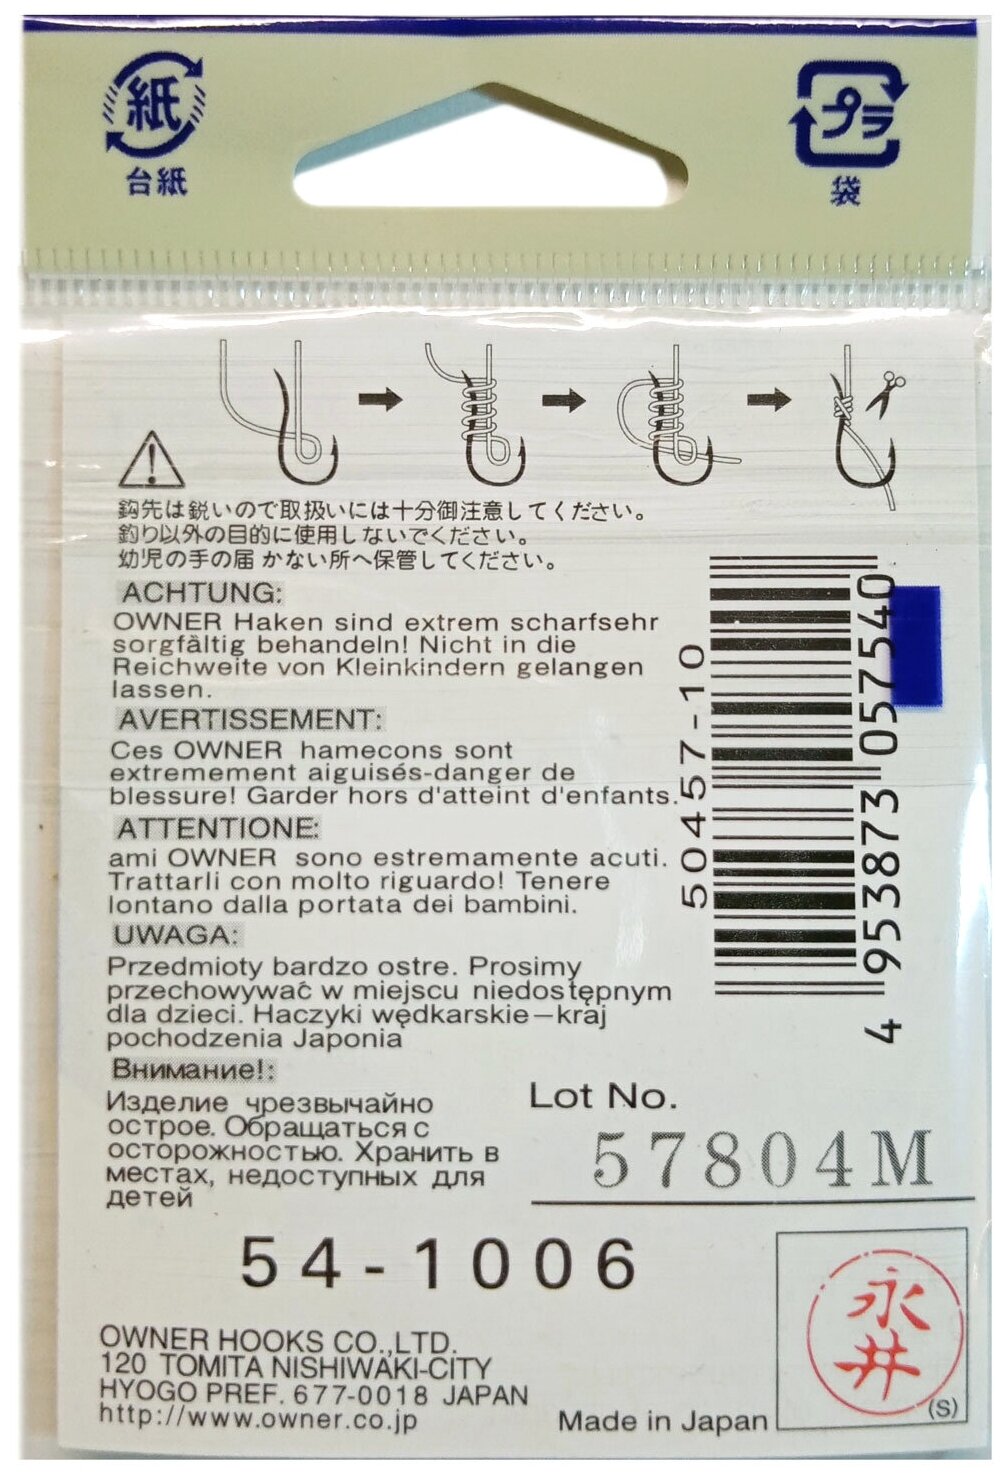 紙
台紙
プラ
袋
鈎先は鋭いので取扱いには十分御注意してください。
釣り以外の目的に使用しないでください。
幼児の手の届かない所へ保管してください。
ACHTUNG:
OWNER Haken sind extrem scharfsehr
sorgfältig behandeln! Nicht in die
Reichweite von Kleinkindern gelangen
lassen.
AVERTISSEMENT:
Ces OWNER hamecons sont
extremement aiguisés-danger de
blessure! Garder hors d'atteint d'enfants.
ATTENTIONE:
ami OWNER sono estremamente acuti.
Trattarli con molto riguardo! Tenere
lontano dalla portata dei bambini.
UWAGA:
Przedmioty bardzo ostre. Prosimy
przechowywać w miejscu niedostępnym
dla dzieci. Haczyki wędkarskie—kraj
pochodzenia Japonia
Внимание!:
Изделие чрезвычайно
острое. Обращаться с
осторожностью. Хранить в
местах, недоступных для
детей
50457-10
4 953873 057540
Lot No.
57804M
54-1006
OWNER HOOKS CO.,LTD.
120 TOMITA NISHIWAKI-CITY
HYOGO PREF. 677-0018 JAPAN
http://www.owner.co.jp
Made in Japan
永井
(S)